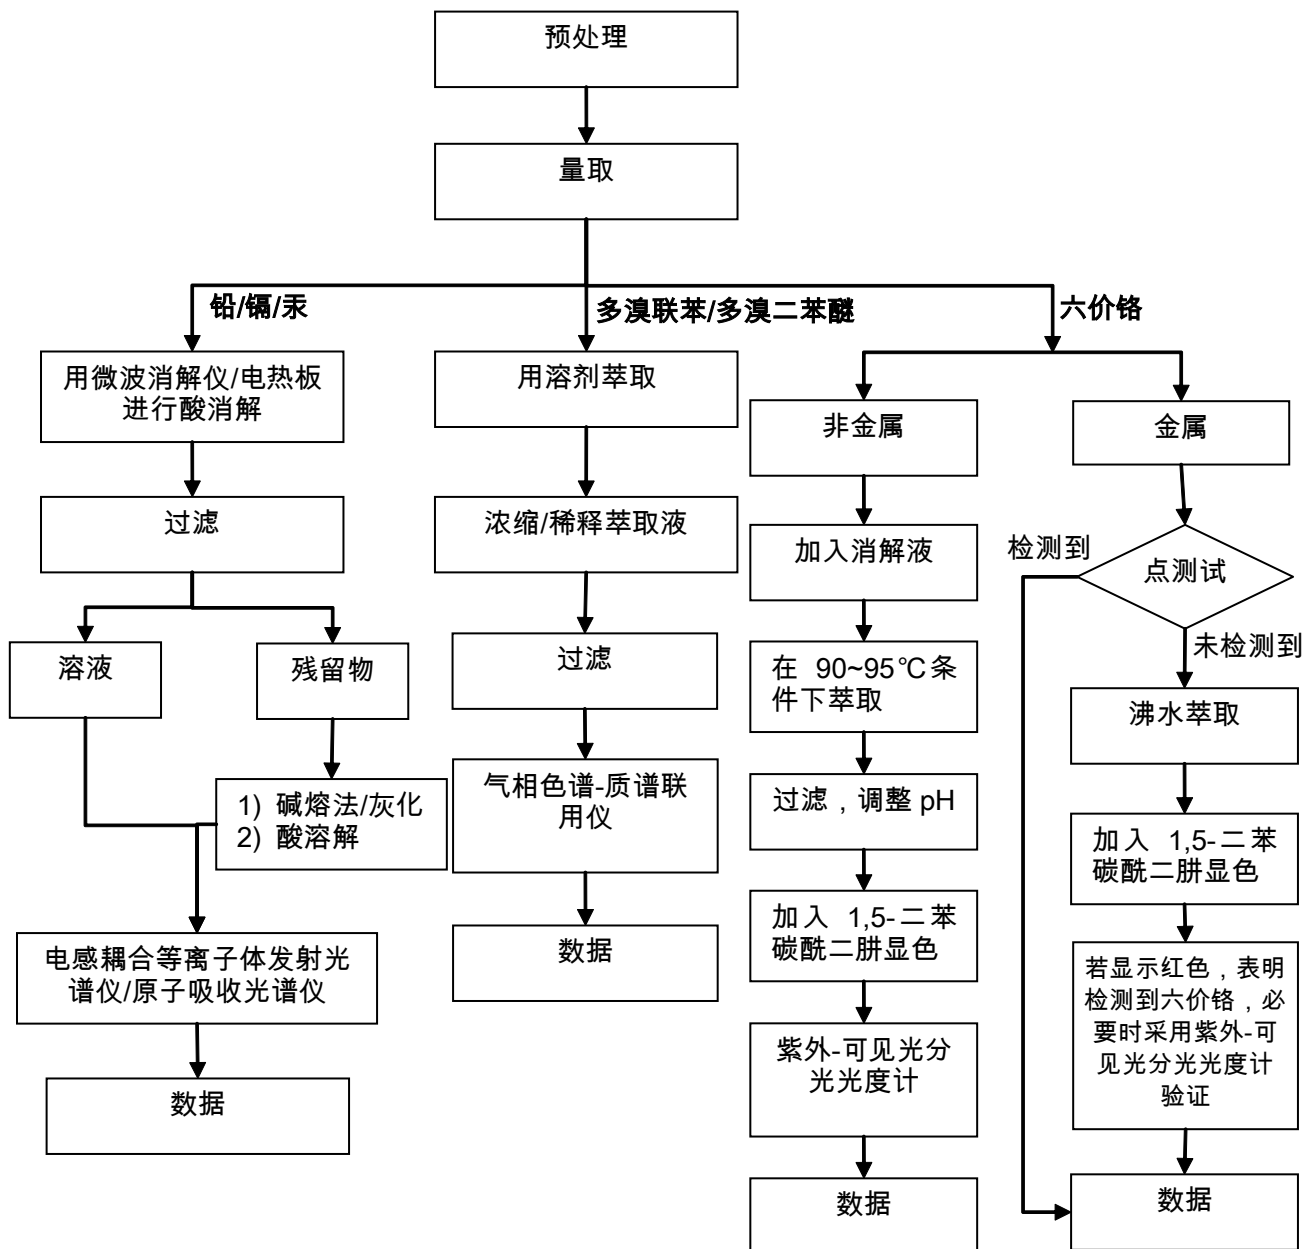 预处理
量取
铅/镉/汞
用微波消解仪/电热板
进行酸消解
过滤
溶液
残留物
1) 碱熔法/灰化
2) 酸溶解
电感耦合等离子体发射光
谱仪/原子吸收光谱仪
数据
多溴联苯/多溴二苯醚
用溶剂萃取
浓缩/稀释萃取液
过滤
气相色谱-质谱联
用仪
数据
六价铬
非金属
加入消解液
在 90~95℃条
件下萃取
过滤，调整 pH
加入 1,5-二苯
碳酰二肼显色
紫外-可见光分
光光度计
数据
金属
点测试
检测到
未检测到
沸水萃取
加入 1,5-二苯
碳酰二肼显色
若显示红色，表明
检测到六价铬，必
要时采用紫外-可
见光分光光度计
验证
数据